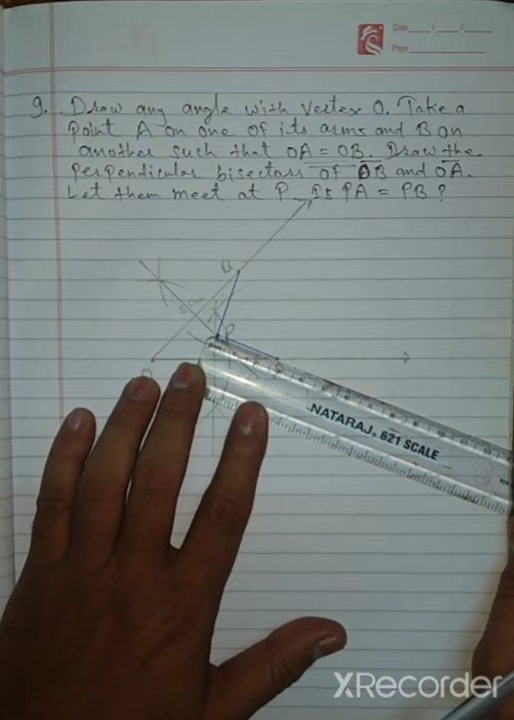 Date
Page
9. Draw any angle with Vertex O. Take a
point A on one of its arms and B on
another such that OA = OB. Draw the
Perpendicular bisectors of OB and OA.
Let them meet at P. Is PA = PB?
B
P
O
NATARAJ 621 SCALE
XRecorder